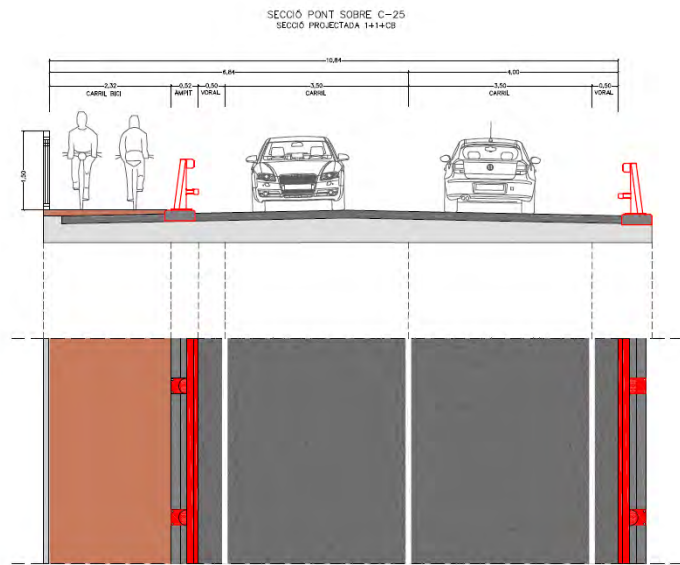 SECCIÓ PONT SOBRE C-25
SECCIÓ PROJECTADA 1+1+CB
10,84
6,84 4,00
2,32 0,52 0,50 3,50 3,50 0,50
CARRIL BICI AMPIT VORAL CARRIL CARRIL VORAL
1,50